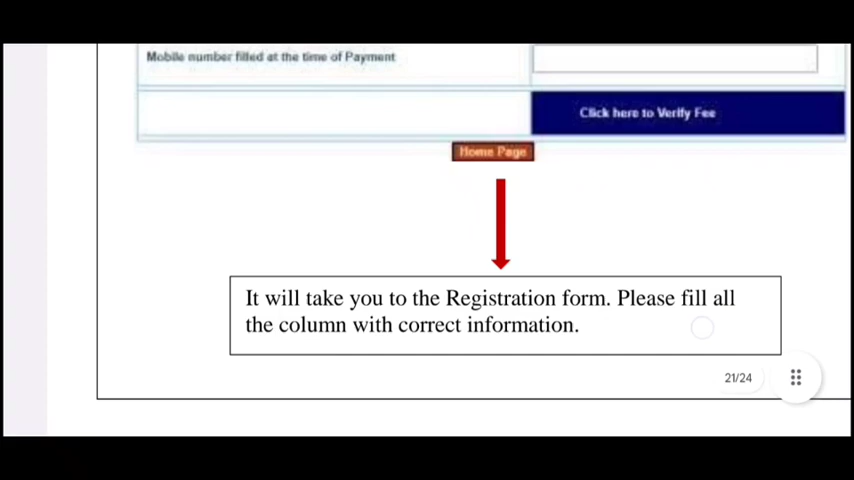 Mobile number filled at the time of Payment
Click here to Verify Fee
Home Page
It will take you to the Registration form. Please fill all
the column with correct information.
21/24